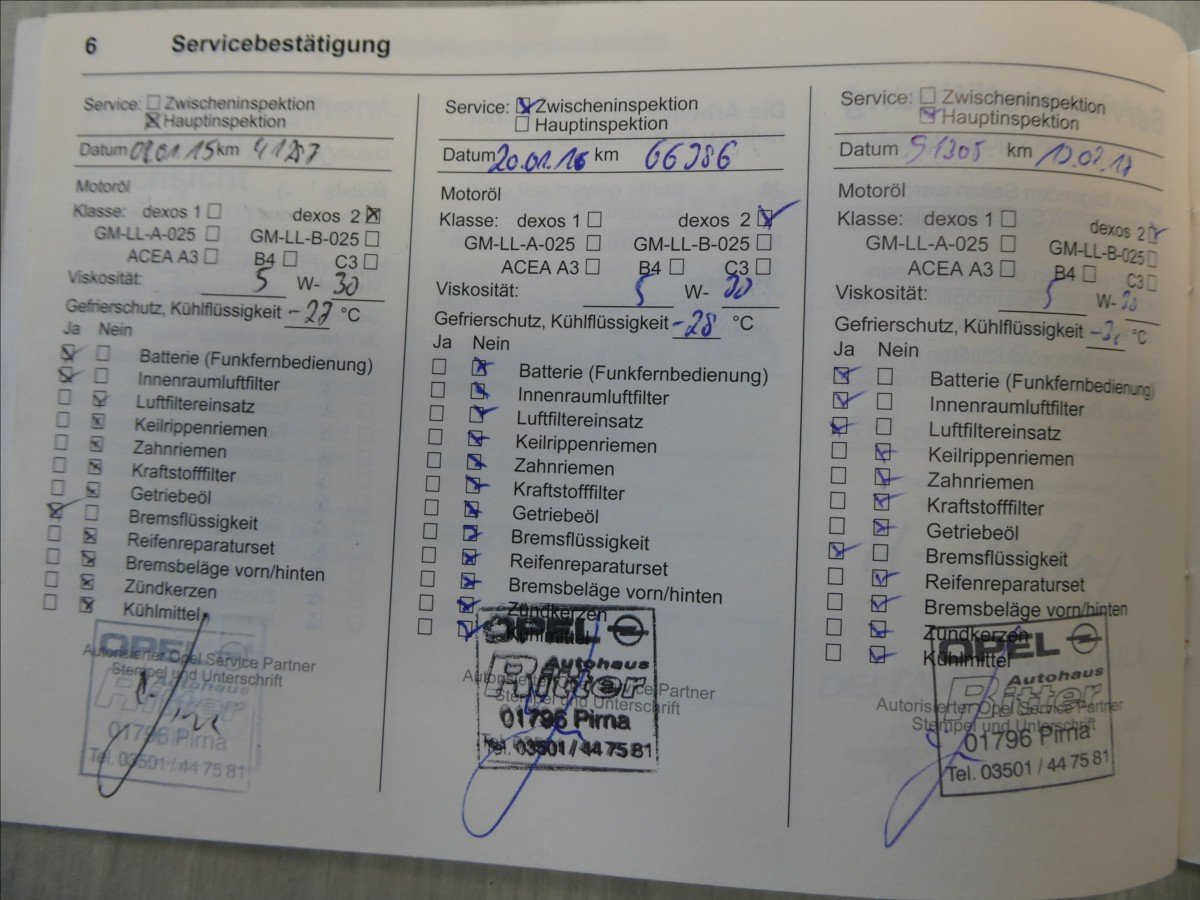 6 Servicebestätigung
Service: Zwischeninspektion
Hauptinspektion
Datum km
Motoröl
Klasse: dexos 1 dexos 2
GM-LL-A-025 GM-LL-B-025
ACEA A3 B4 C3
Viskosität: 5 W- 30
Gefrierschutz, Kühlflüssigkeit °C
Ja Nein
Batterie (Funkfernbedienung)
Innenraumluftfilter
Luftfiltereinsatz
Keilrippenriemen
Zahnriemen
Kraftstofffilter
Getriebeöl
Bremsflüssigkeit
Reifenreparaturset
Bremsbeläge vorn/hinten
Zündkerzen
Kühlmittel
OPEL
Autorisierter Opel Service Partner
Stempel und Unterschrift
Autohaus
Ritter
01796 Pirna
Tel. 03501 / 44 75 81
Service: Zwischeninspektion
Hauptinspektion
Datum 20.01.16 km 66386
Motoröl
Klasse: dexos 1 dexos 2
GM-LL-A-025 GM-LL-B-025
ACEA A3 B4 C3
Viskosität: 5 W- 30
Gefrierschutz, Kühlflüssigkeit -28 °C
Ja Nein
Batterie (Funkfernbedienung)
Innenraumluftfilter
Luftfiltereinsatz
Keilrippenriemen
Zahnriemen
Kraftstofffilter
Getriebeöl
Bremsflüssigkeit
Reifenreparaturset
Bremsbeläge vorn/hinten
Zündkerzen
Kühlmittel
OPEL
Autohaus
Ritter
Autorisierter Service Partner
Stempel und Unterschrift
01796 Pirna
Tel. 03501 / 44 75 81
Service: Zwischeninspektion
Hauptinspektion
Datum 91305 km
Motoröl
Klasse: dexos 1 dexos 2
GM-LL-A-025 GM-LL-B-025
ACEA A3 B4 C3
Viskosität: 5 W- 30
Gefrierschutz, Kühlflüssigkeit °C
Ja Nein
Batterie (Funkfernbedienung)
Innenraumluftfilter
Luftfiltereinsatz
Keilrippenriemen
Zahnriemen
Kraftstofffilter
Getriebeöl
Bremsflüssigkeit
Reifenreparaturset
Bremsbeläge vorn/hinten
Zündkerzen
Kühlmittel
OPEL
Autohaus
Ritter
Autorisierter Opel Service Partner
Stempel und Unterschrift
01796 Pirna
Tel. 03501 / 44 75 81